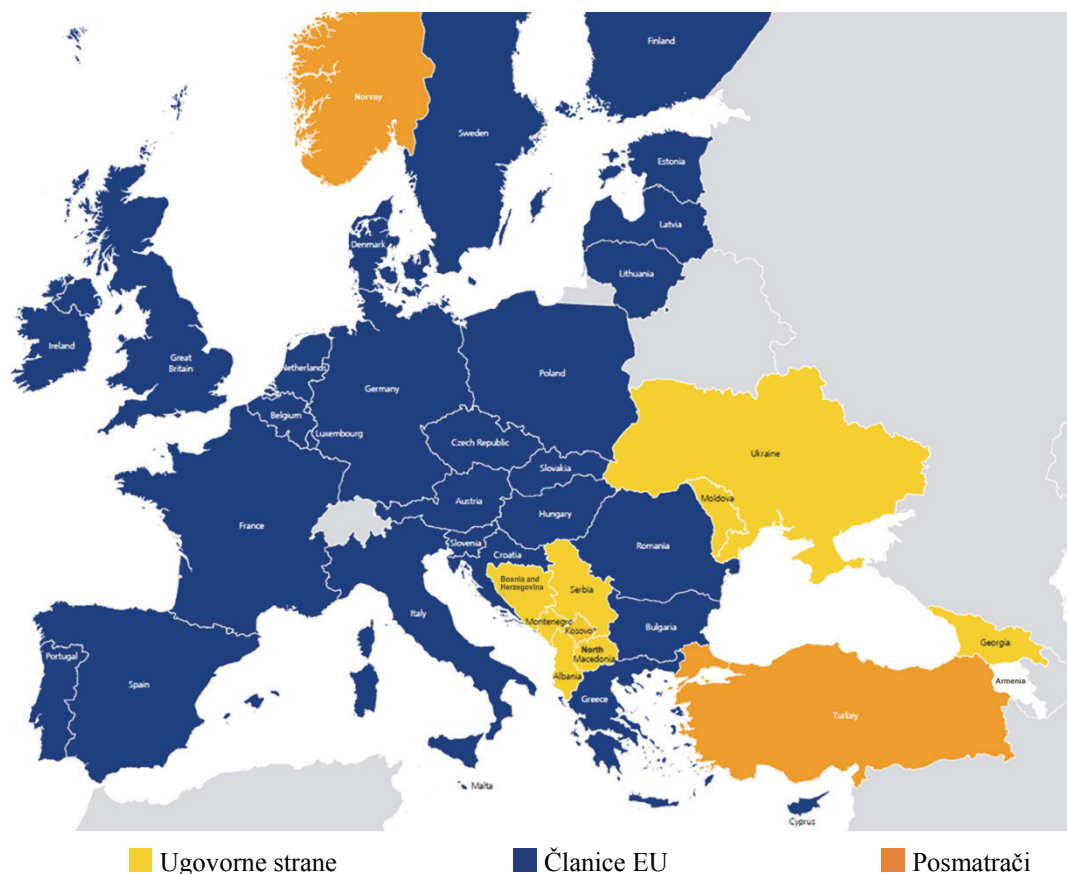 Finland
Norvay
Sweden
Estonia
Latvia
Denmark
Lithuania
Ireland
Great
Britain
Netherlands
Poland
Germany
Belgium
Luxembourg
Czech Republic
Ukraine
Slovakia
Moldova
Austria
Hungary
France
Slovenia
Romania
Croatia
Bosnia and
Herzegovina
Serbia
Italy
Montenegro
Kosovo*
Bulgaria
Georgia
North
Macedonia
Portugal
Armenia
Albania
Spain
Greece
Turkey
Malta
Cyprus
Ugovorne strane
Članice EU
Posmatrači